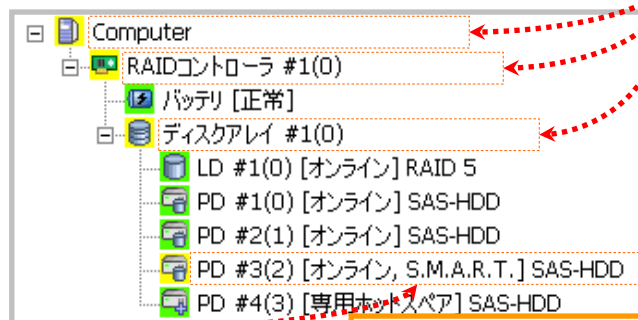 Computer
RAIDコントローラ #1(0)
バッテリ [正常]
ディスクアレイ #1(0)
LD #1(0) [オンライン] RAID 5
PD #1(0) [オンライン] SAS-HDD
PD #2(1) [オンライン] SAS-HDD
PD #3(2) [オンライン, S.M.A.R.T.] SAS-HDD
PD #4(3) [専用ホットスペア] SAS-HDD